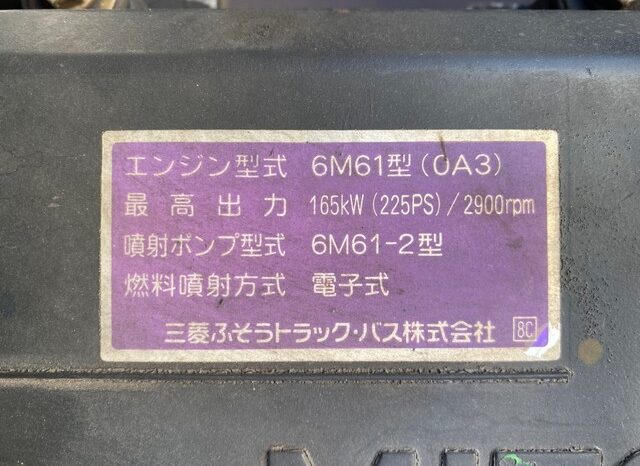 エンジン型式 6M61型(0A3)
最高出力 165kW(225PS)/2900rpm
噴射ポンプ型式 6M61-2型
燃料噴射方式 電子式
三菱ふそうトラック・バス株式会社 8C